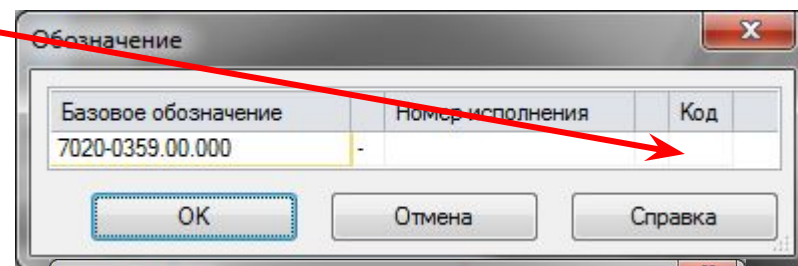 Обозначение
Базовое обозначение Номер исполнения Код
7020-0359.00.000 -
OK Отмена Справка